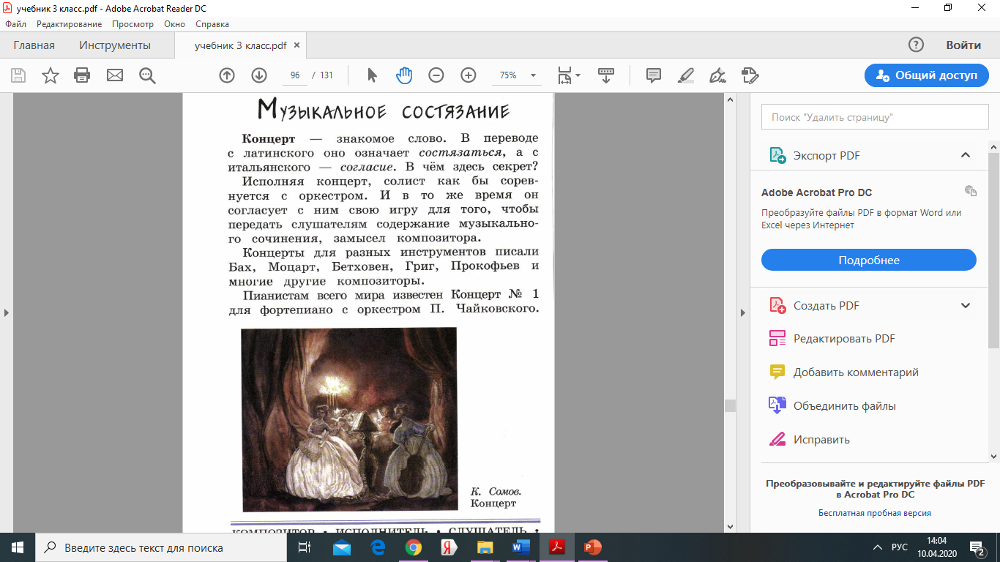 учебник 3 класс.pdf - Adobe Acrobat Reader DC
Файл Редактирование Просмотр Окно Справка
Главная Инструменты учебник 3 класс.pdf × ? Войти
96 / 131 75% Общий доступ
Музыкальное состязание
Концерт — знакомое слово. В переводе
с латинского оно означает состязаться, а с
итальянского — согласие. В чём здесь секрет?
Исполняя концерт, солист как бы сорев-
нуется с оркестром. И в то же время он
согласует с ним свою игру для того, чтобы
передать слушателям содержание музыкально-
го сочинения, замысел композитора.
Концерты для разных инструментов писали
Бах, Моцарт, Бетховен, Григ, Прокофьев и
многие другие композиторы.
Пианистам всего мира известен Концерт № 1
для фортепиано с оркестром П. Чайковского.
К. Сомов.
Концерт
КОМПОЗИТОР • ИСПОЛНИТЕЛЬ • СЛУШАТЕЛЬ •
Поиск "Удалить страницу"
Экспорт PDF
Adobe Acrobat Pro DC
Преобразуйте файлы PDF в формат Word или
Excel через Интернет
Подробнее
Создать PDF
Редактировать PDF
Добавить комментарий
Объединить файлы
Исправить
Преобразовывайте и редактируйте файлы PDF
в Acrobat Pro DC
Бесплатная пробная версия
Введите здесь текст для поиска
РУС
14:04
10.04.2020
2